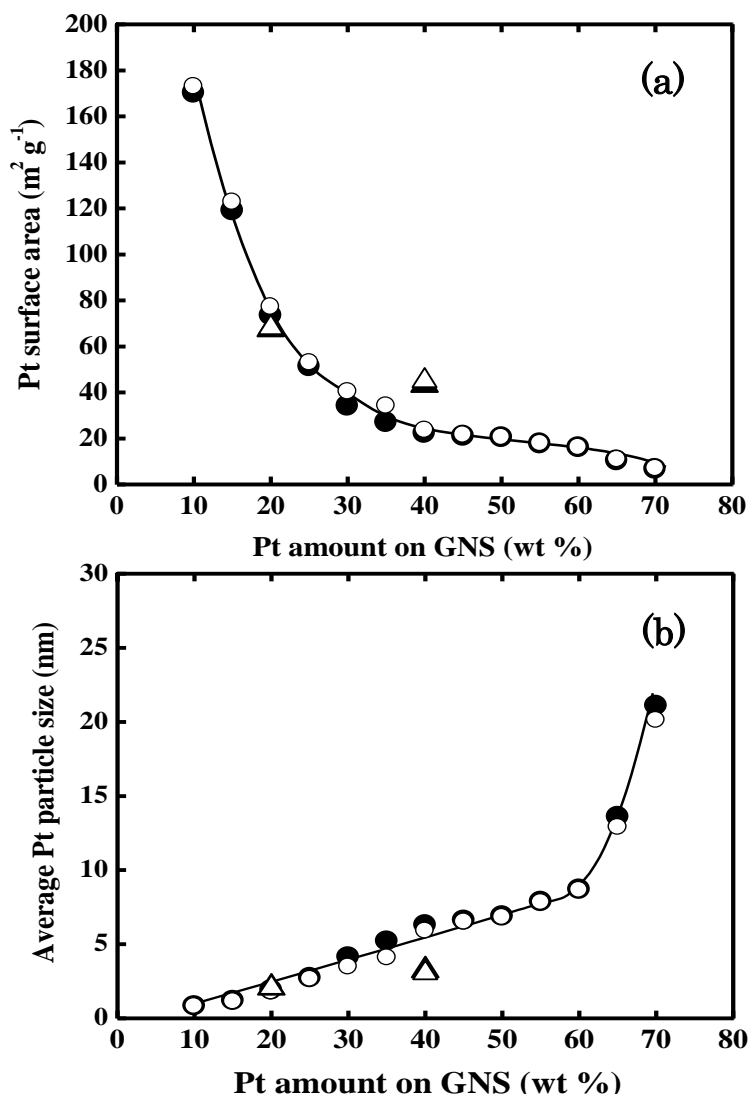 200
180
160
140
120
100
80
60
40
20
0
(a)
Pt surface area (m² g⁻¹)
0 10 20 30 40 50 60 70 80
Pt amount on GNS (wt %)
30
25
20
15
10
5
0
(b)
Average Pt particle size (nm)
0 10 20 30 40 50 60 70 80
Pt amount on GNS (wt %)